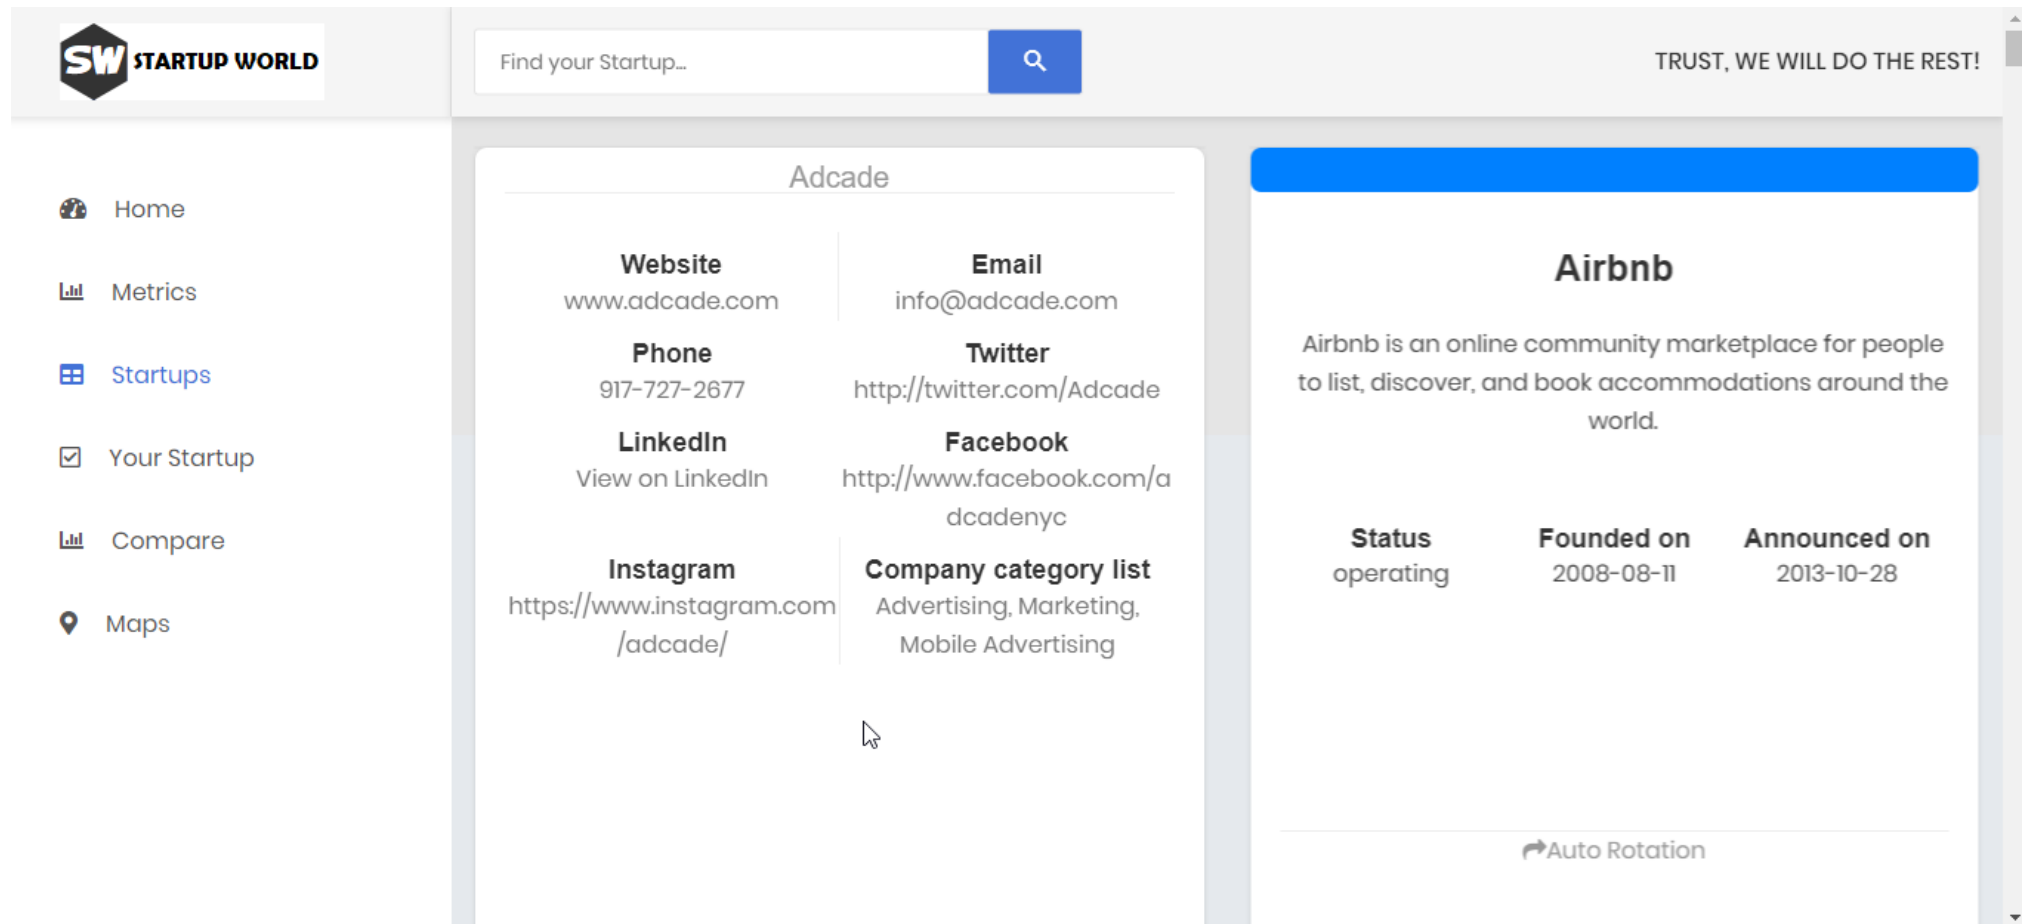 SW STARTUP WORLD
Find your Startup...
TRUST, WE WILL DO THE REST!
Home
Metrics
Startups
Your Startup
Compare
Maps
Adcade
Website
www.adcade.com
Email
info@adcade.com
Phone
917-727-2677
Twitter
http://twitter.com/Adcade
LinkedIn
View on LinkedIn
Facebook
http://www.facebook.com/a
dcadenyc
Instagram
https://www.instagram.com
/adcade/
Company category list
Advertising, Marketing,
Mobile Advertising
Airbnb
Airbnb is an online community marketplace for people
to list, discover, and book accommodations around the
world.
Status
operating
Founded on
2008-08-11
Announced on
2013-10-28
Auto Rotation